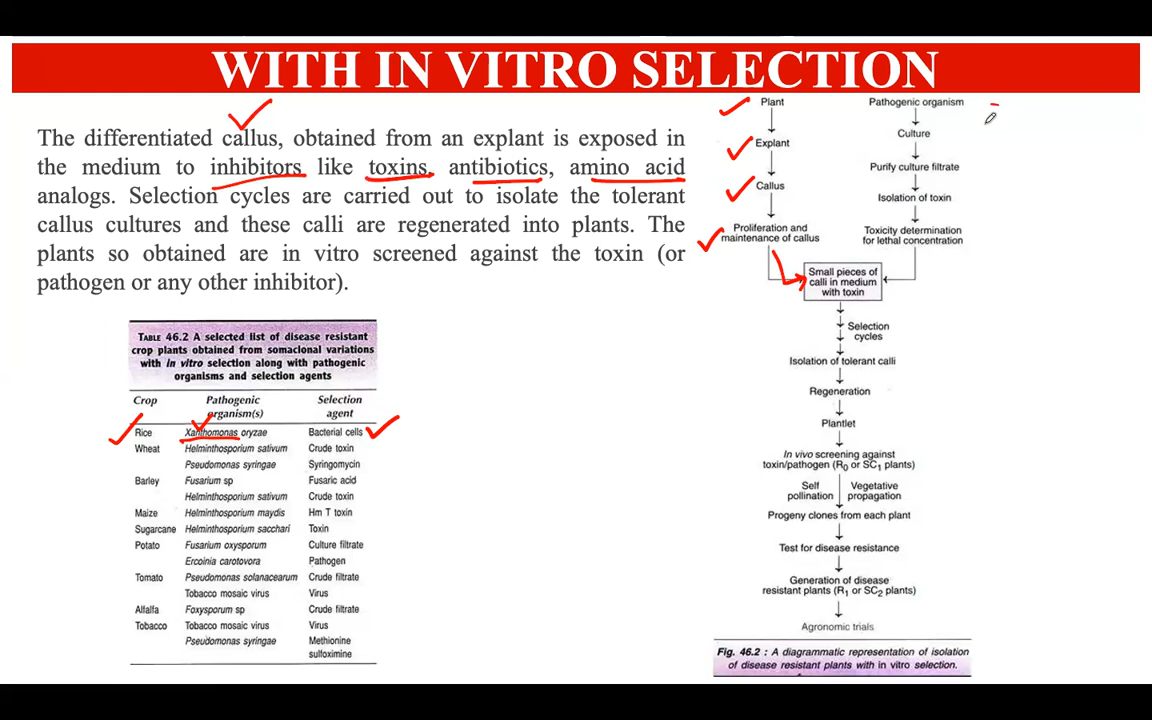 WITH IN VITRO SELECTION
The differentiated callus, obtained from an explant is exposed in
the medium to inhibitors like toxins, antibiotics, amino acid
analogs. Selection cycles are carried out to isolate the tolerant
callus cultures and these calli are regenerated into plants. The
plants so obtained are in vitro screened against the toxin (or
pathogen or any other inhibitor).
TABLE 46.2 A selected list of disease resistant
crop plants obtained from somaclonal variations
with in vitro selection along with pathogenic
organisms and selection agents
Crop Pathogenic Selection
organism(s) agent
Rice Xanthomonas oryzae Bacterial cells
Wheat Helminthosporium sativum Crude toxin
Pseudomonas syringae Syringomycin
Barley Fusarium sp Fusaric acid
Helminthosporium sativum Crude toxin
Maize Helminthosporium maydis Hm T toxin
Sugarcane Helminthosporium sacchari Toxin
Potato Fusarium oxysporum Culture filtrate
Ercoinia carotovora Pathogen
Tomato Pseudomonas solanacearum Crude filtrate
Tobacco mosaic virus Virus
Alfalfa Foxysporum sp Crude filtrate
Tobacco Tobacco mosaic virus Virus
Pseudomonas syringae Methionine
sulfoximine
Plant Pathogenic organism
Explant Culture
Callus Purify culture filtrate
Isolation of toxin
Proliferation and Toxicity determination
maintenance of callus for lethal concentration
Small pieces of
calli in medium
with toxin
Selection
cycles
Isolation of tolerant calli
Regeneration
Plantlet
In vivo screening against
toxin/pathogen (R0 or SC1 plants)
Self Vegetative
pollination propagation
Progeny clones from each plant
Test for disease resistance
Generation of disease
resistant plants (R1 or SC2 plants)
Agronomic trials
Fig. 46.2 : A diagrammatic representation of isolation
of disease resistant plants with in vitro selection.